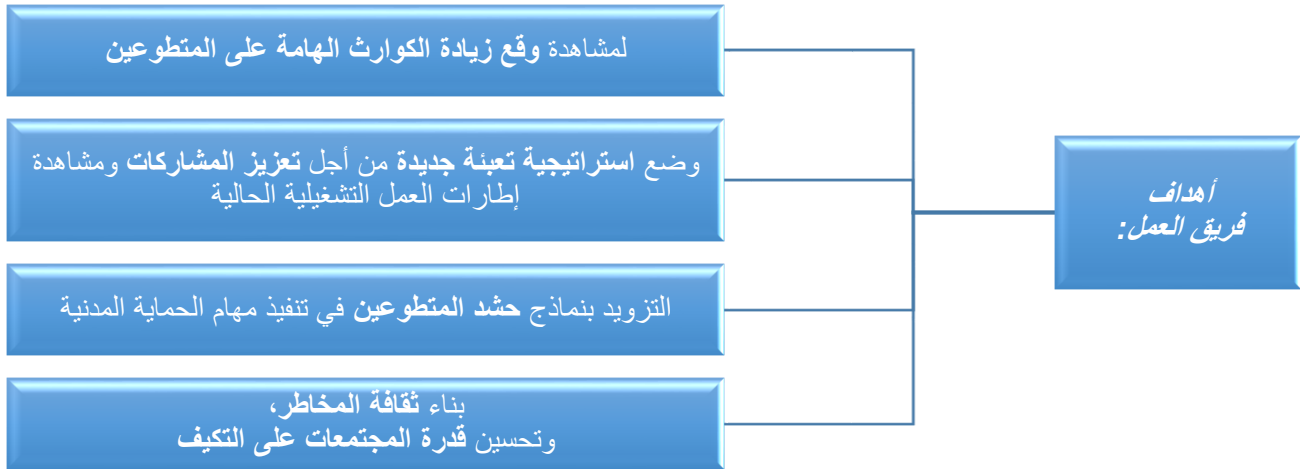 أهداف
فريق العمل:
لمشاهدة وقع زيادة الكوارث الهامة على المتطوعين
وضع استراتيجية تعبئة جديدة من أجل تعزيز المشاركات ومشاهدة
إطارات العمل التشغيلية الحالية
التزويد بنماذج حشد المتطوعين في تنفيذ مهام الحماية المدنية
بناء ثقافة المخاطر،
وتحسين قدرة المجتمعات على التكيف